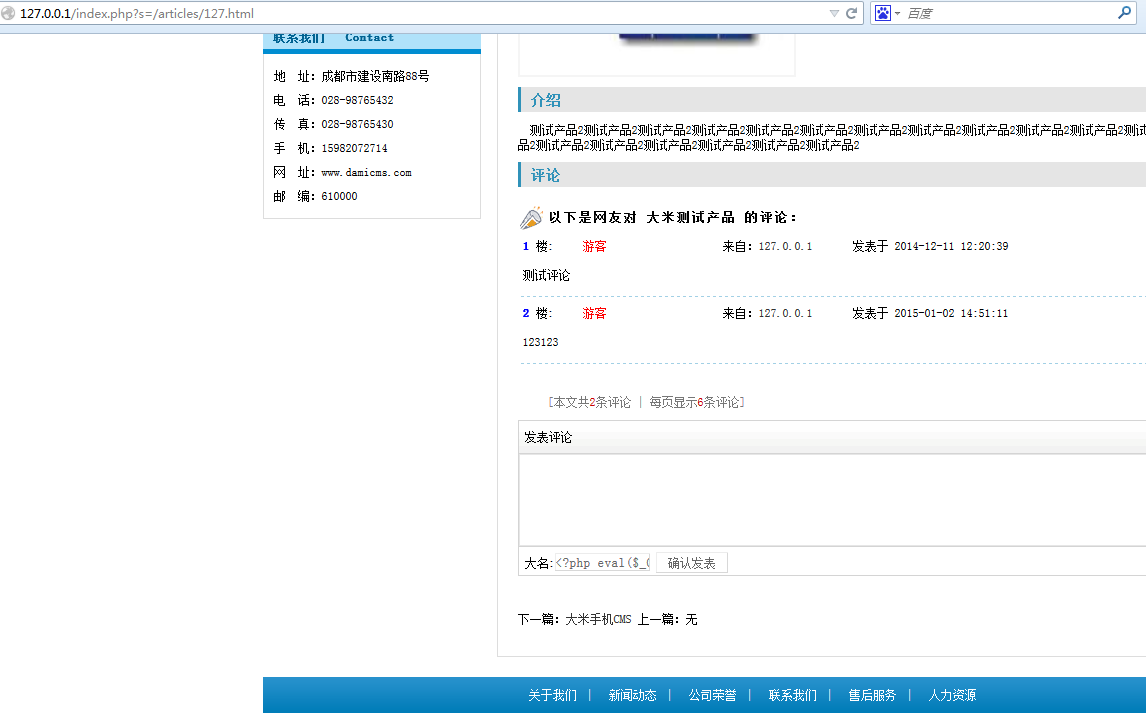 127.0.0.1/index.php?s=/articles/127.html
百度
联系我们 Contact
地 址：成都市建设南路88号
电 话：028-98765432
传 真：028-98765430
手 机：15982072714
网 址：www.damicms.com
邮 编：610000
介绍
测试产品2测试产品2测试产品2测试产品2测试产品2测试产品2测试产品2测试产品2测试产品2测试产品2测试产品2测试
品2测试产品2测试产品2测试产品2测试产品2测试产品2测试产品2
评论
以下是网友对 大米测试产品 的评论：
1 楼: 游客 来自：127.0.0.1 发表于 2014-12-11 12:20:39
测试评论
2 楼: 游客 来自：127.0.0.1 发表于 2015-01-02 14:51:11
123123
[本文共2条评论 | 每页显示6条评论]
发表评论
大名:<?php eval($_ 确认发表
下一篇：大米手机CMS 上一篇：无
关于我们 | 新闻动态 | 公司荣誉 | 联系我们 | 售后服务 | 人力资源